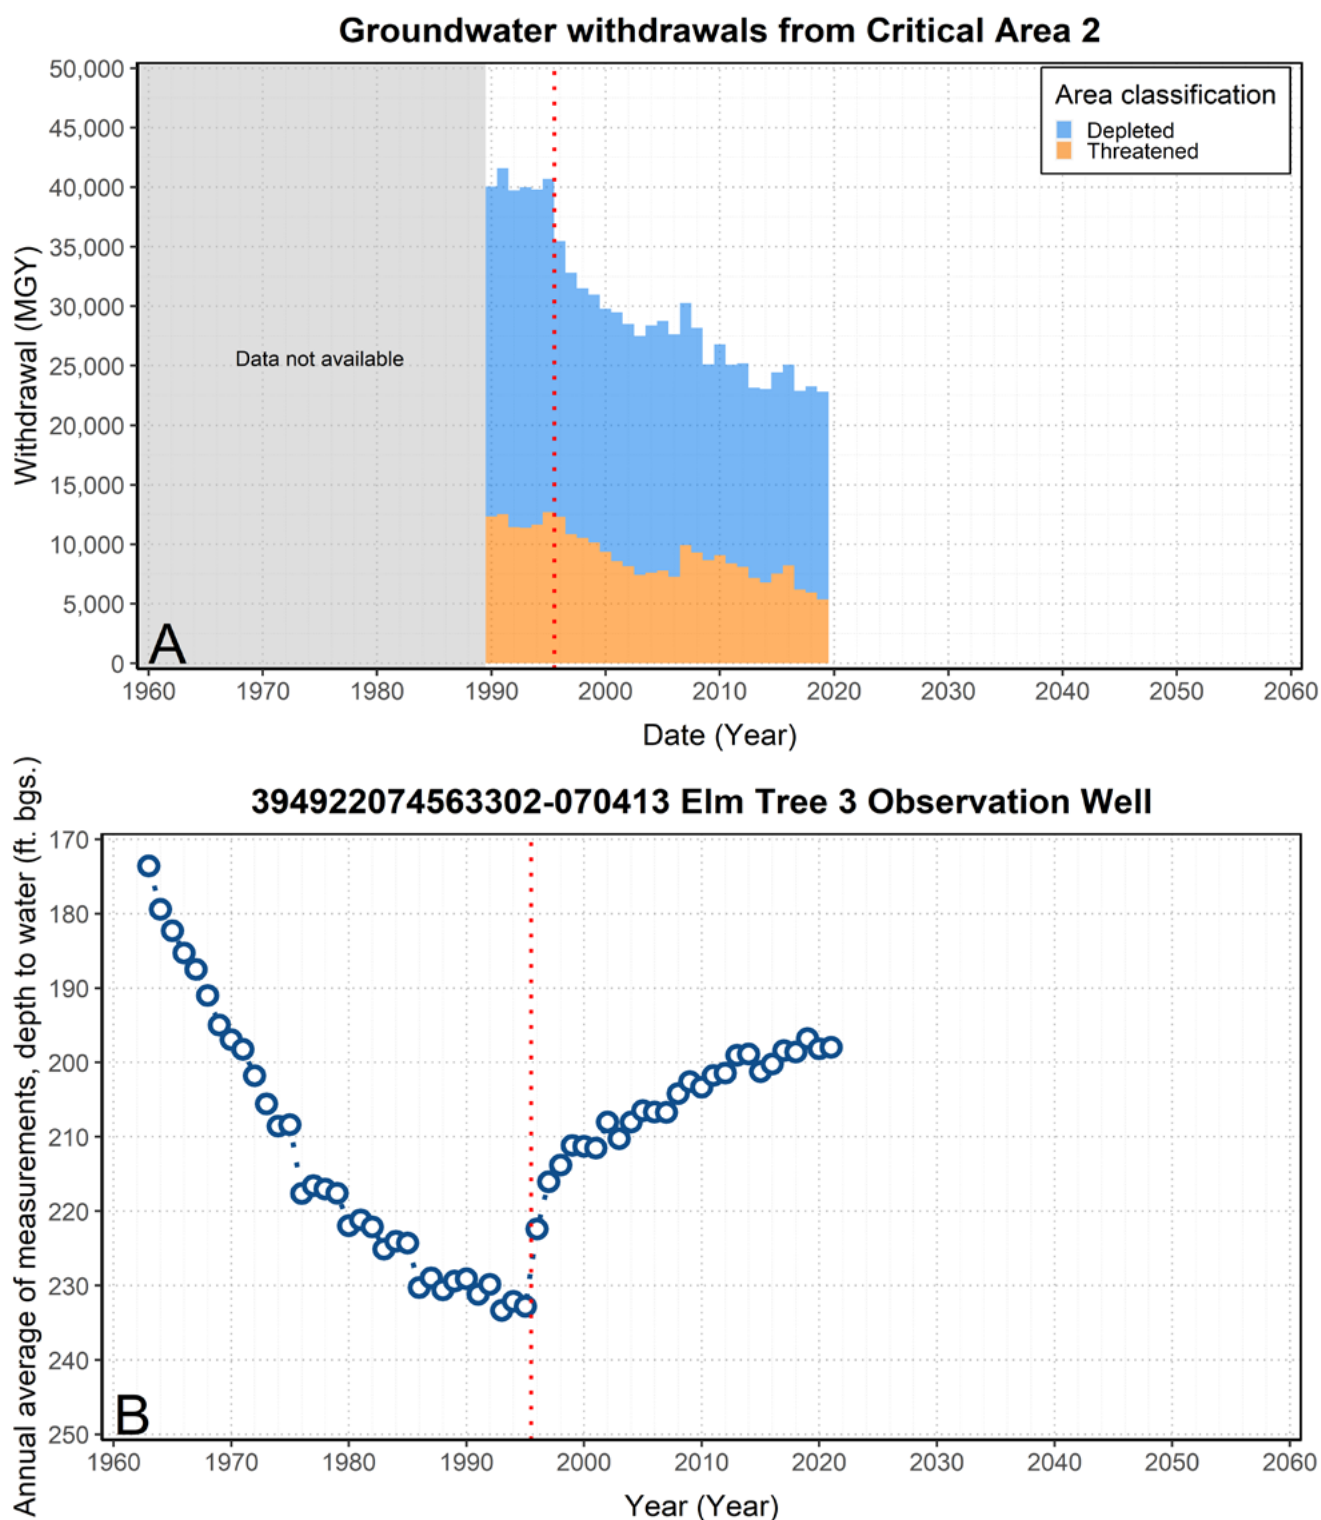 Groundwater withdrawals from Critical Area 2
50,000
45,000
40,000
35,000
30,000
25,000
20,000
15,000
10,000
5,000
0
Withdrawal (MGY)
Area classification
Depleted
Threatened
Data not available
A
1960 1970 1980 1990 2000 2010 2020 2030 2040 2050 2060
Date (Year)
394922074563302-070413 Elm Tree 3 Observation Well
Annual average of measurements, depth to water (ft. bgs.)
170
180
190
200
210
220
230
240
250
B
1960 1970 1980 1990 2000 2010 2020 2030 2040 2050 2060
Year (Year)